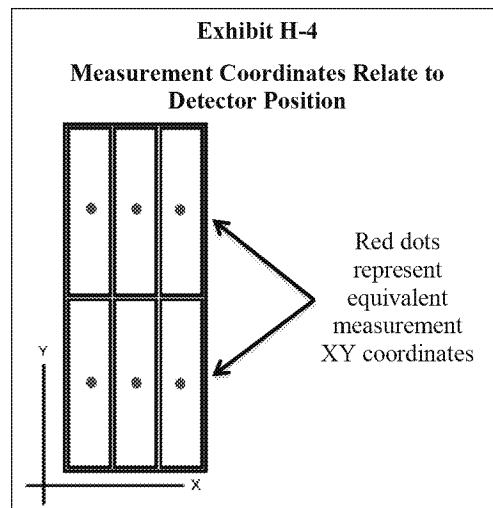 Exhibit H-4
Measurement Coordinates Relate to
Detector Position
Red dots
represent
equivalent
measurement
XY coordinates
Y
X